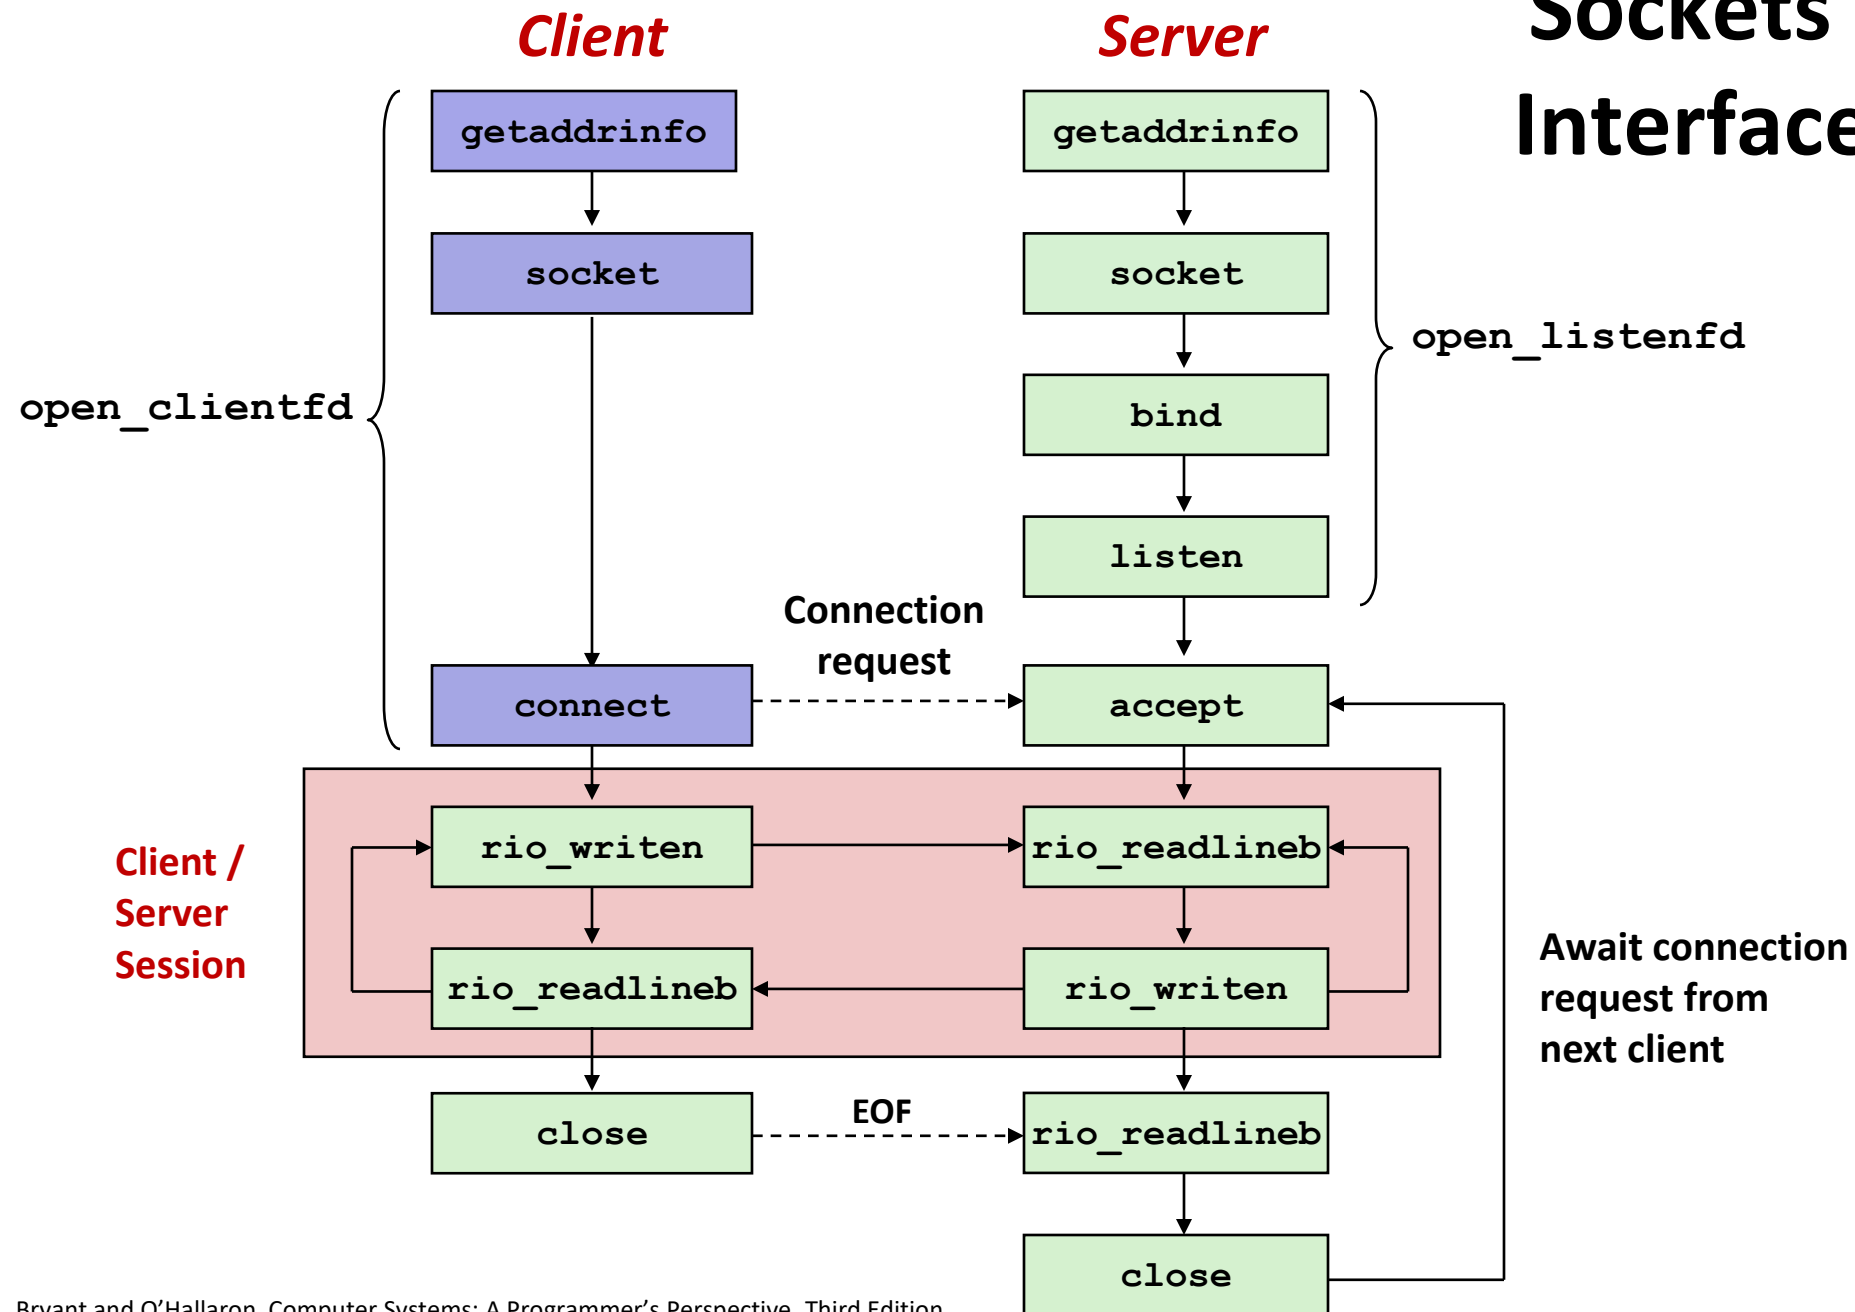 Sockets
Interface
Client
Server
getaddrinfo
getaddrinfo
socket
socket
open_listenfd
open_clientfd
bind
listen
Connection
request
connect
accept
Client /
Server
Session
rio_writen
rio_readlineb
rio_readlineb
rio_writen
Await connection
request from
next client
close
EOF
rio_readlineb
close
Bryant and O'Hallaron, Computer Systems: A Programmer's Perspective, Third Edition